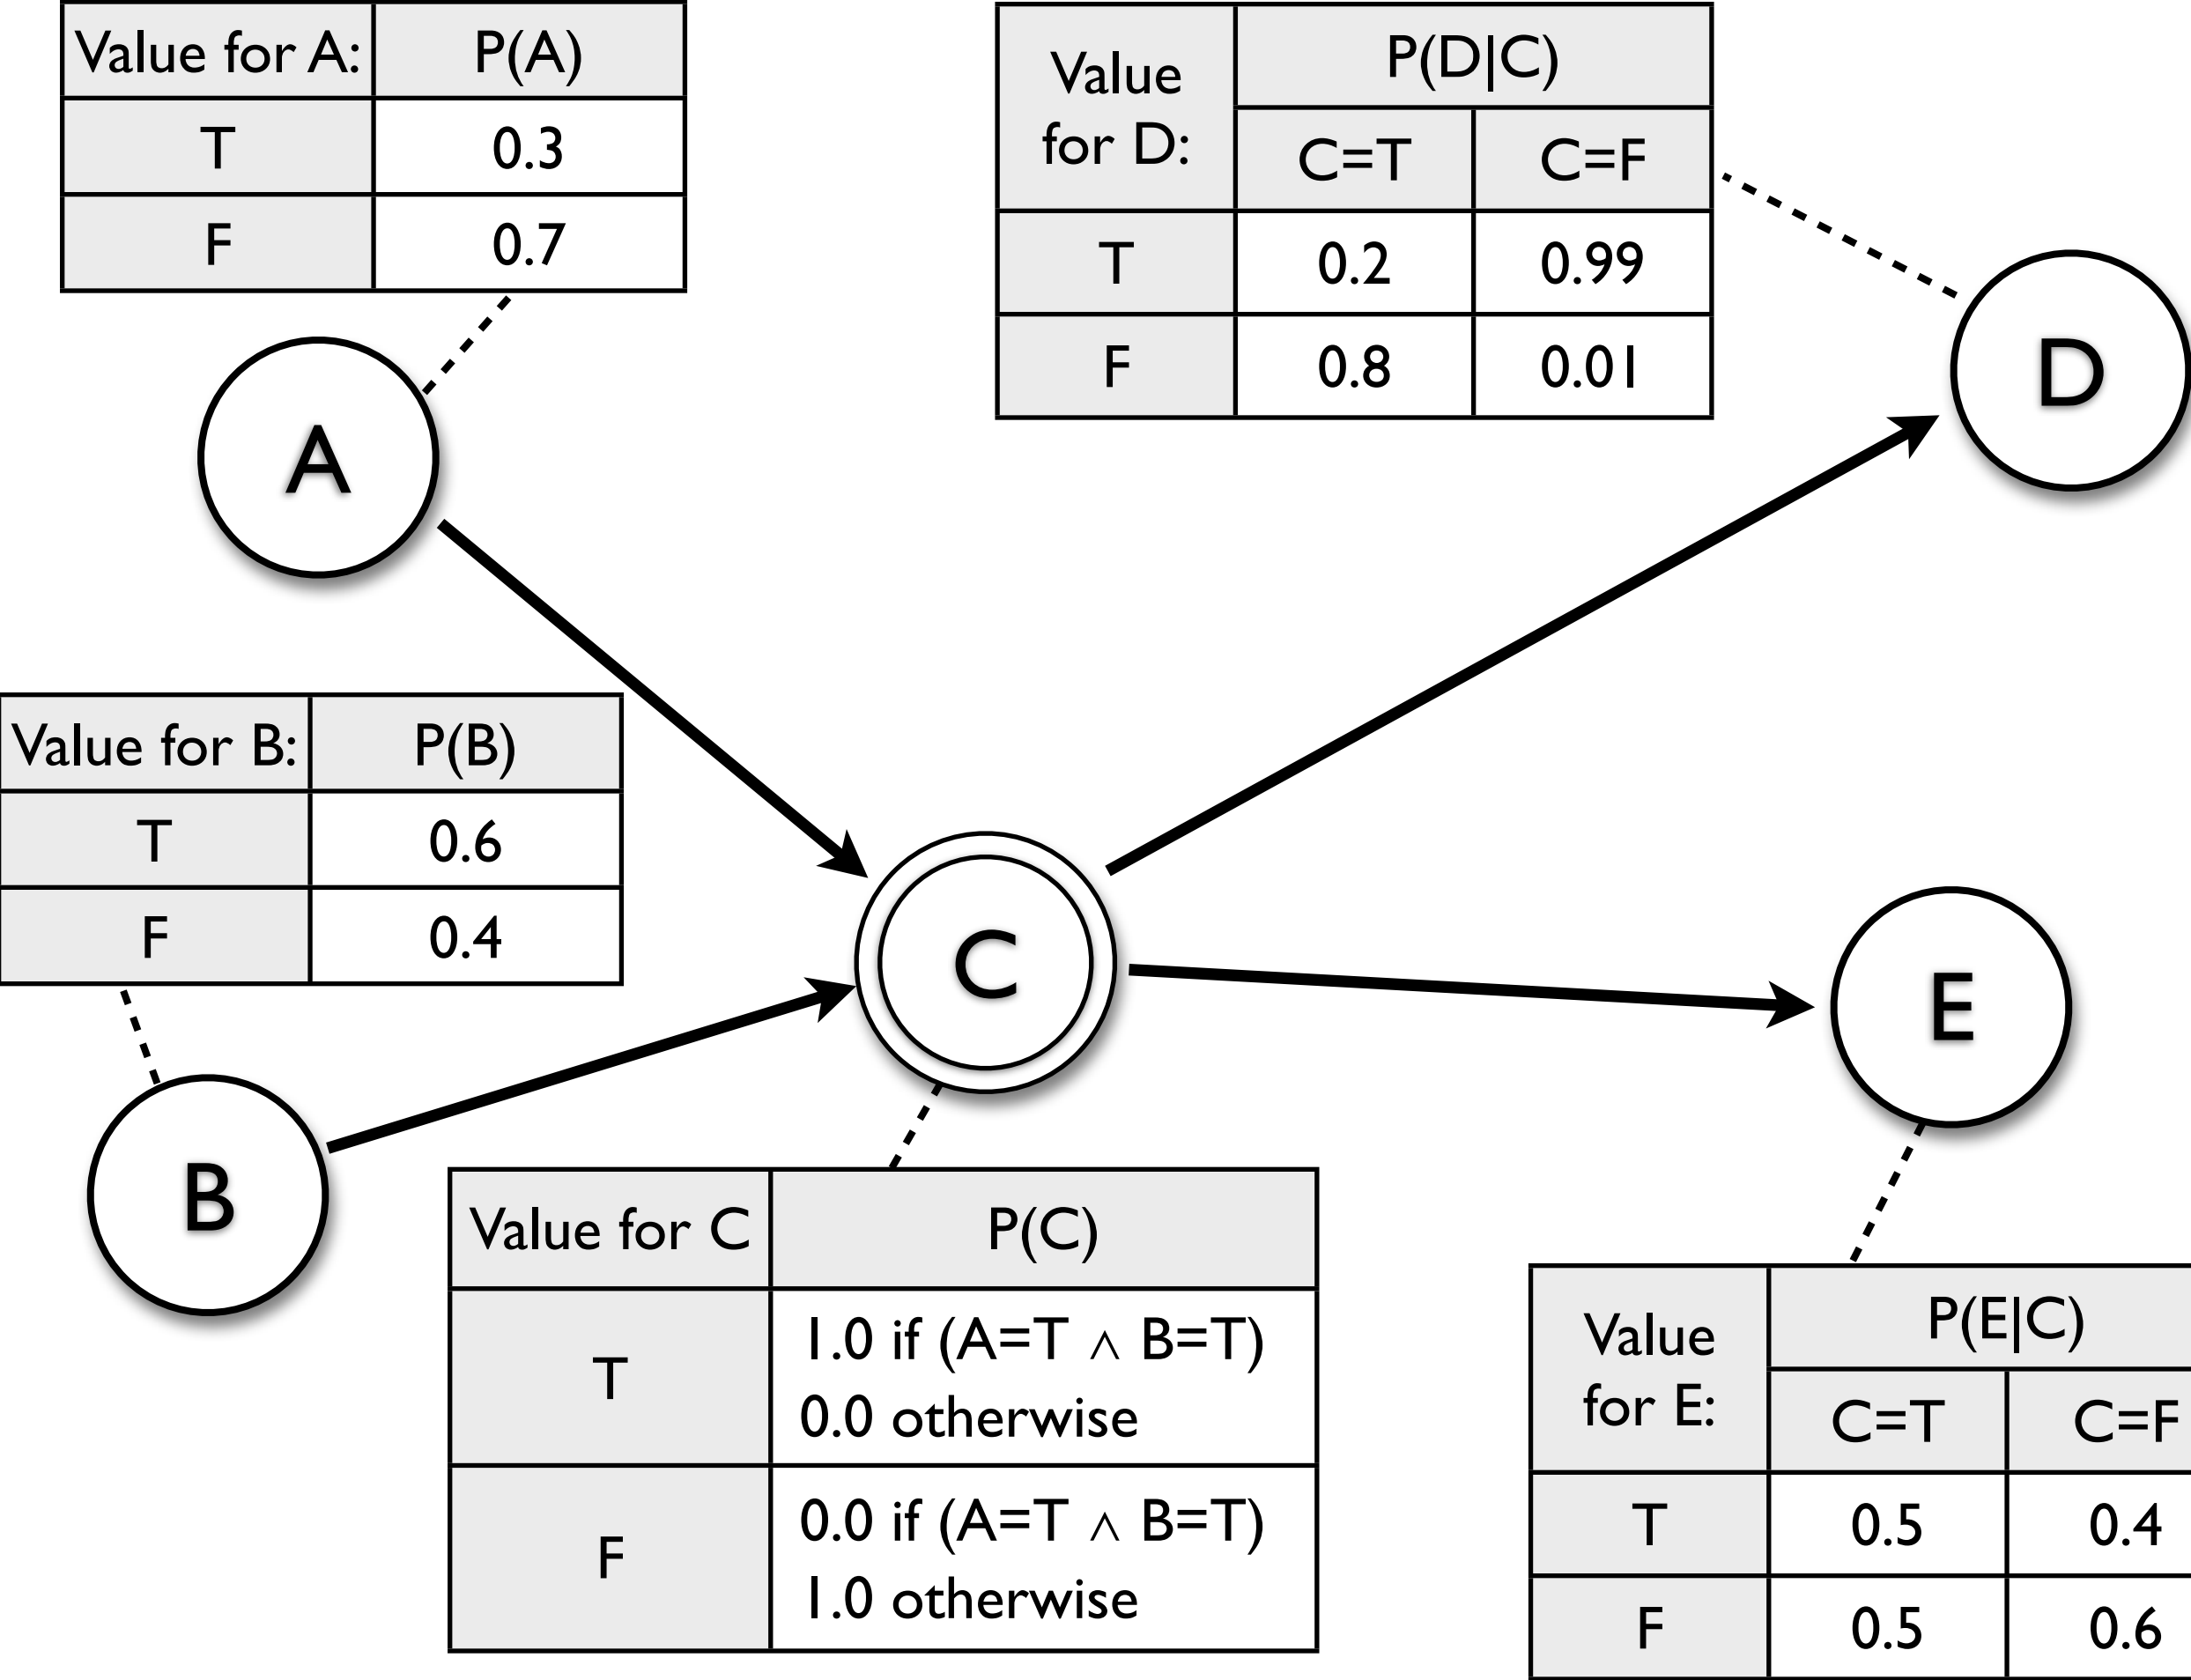 Value for A: P(A)
T 0.3
F 0.7
Value for D: P(D|C)
C=T C=F
T 0.2 0.99
F 0.8 0.01
A
D
Value for B: P(B)
T 0.6
F 0.4
C
E
B
Value for C P(C)
T 1.0 if (A=T ∧ B=T)
0.0 otherwise
F 0.0 if (A=T ∧ B=T)
1.0 otherwise
Value for E: P(E|C)
C=T C=F
T 0.5 0.4
F 0.5 0.6